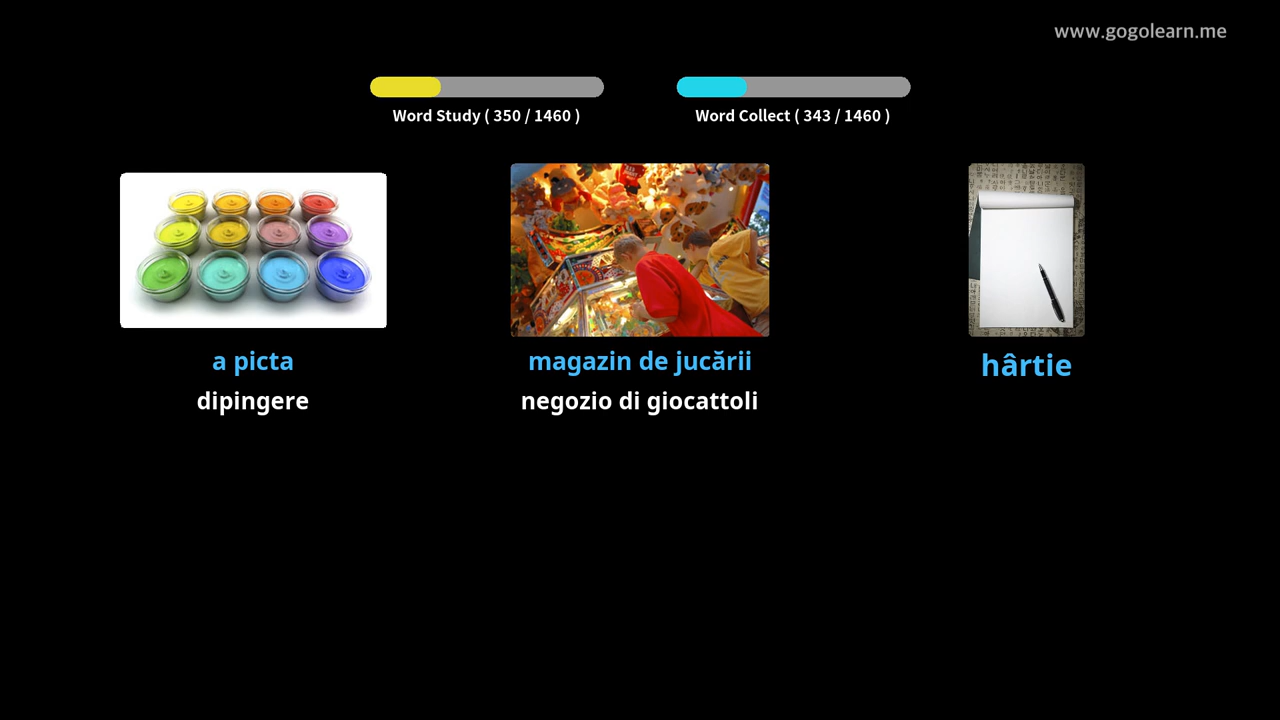 www.gogolearn.me
Word Study ( 350 / 1460 )
Word Collect ( 343 / 1460 )
a picta
magazin de jucării
hârtie
dipingere
negozio di giocattoli